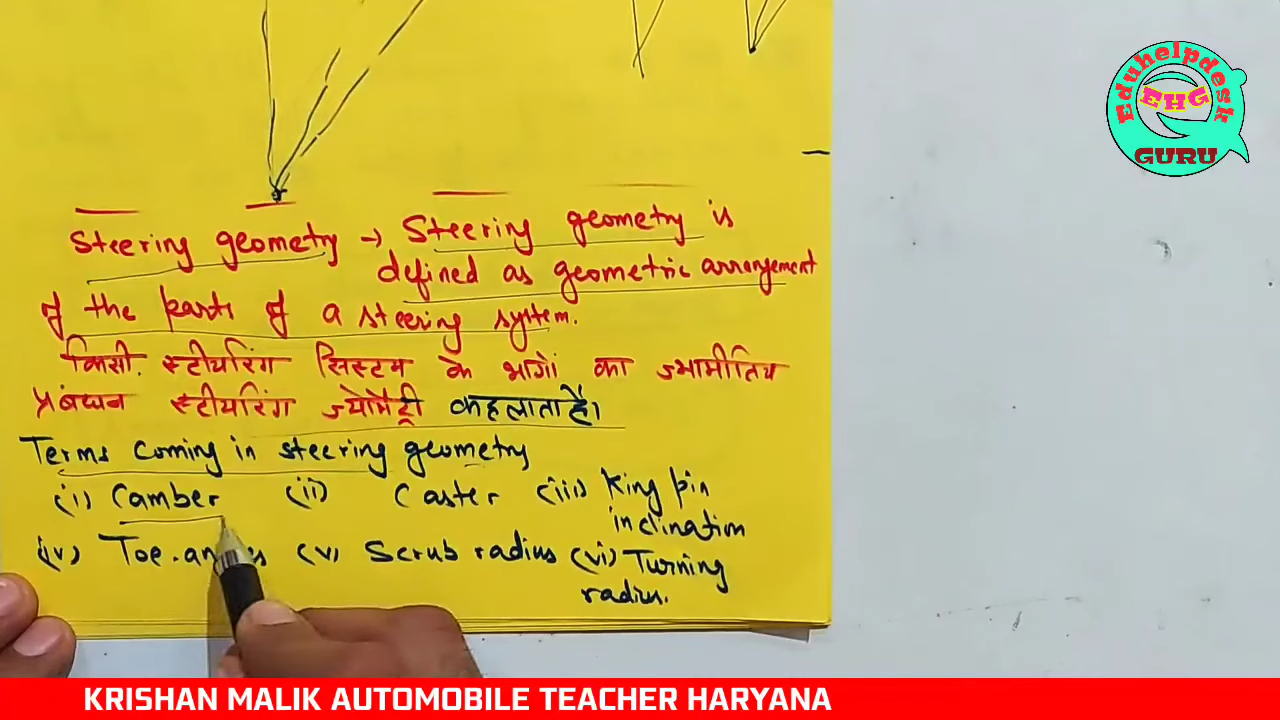 Steering geometry → Steering geometry is
defined as geometric arrangement
of the parts of a steering system.
किसी स्टीयरिंग सिस्टम के भागों का ज्यामीतिय
प्रबंधन स्टीयरिंग ज्योमैट्री कहलाता है।
Terms coming in steering geometry
(i) Camber (ii) Caster (iii) King pin
inclination
(iv) Toe. (v) Scrub radius (vi) Turning
radius.
Eduhelpdesk
EHG
GURU
KRISHAN MALIK AUTOMOBILE TEACHER HARYANA